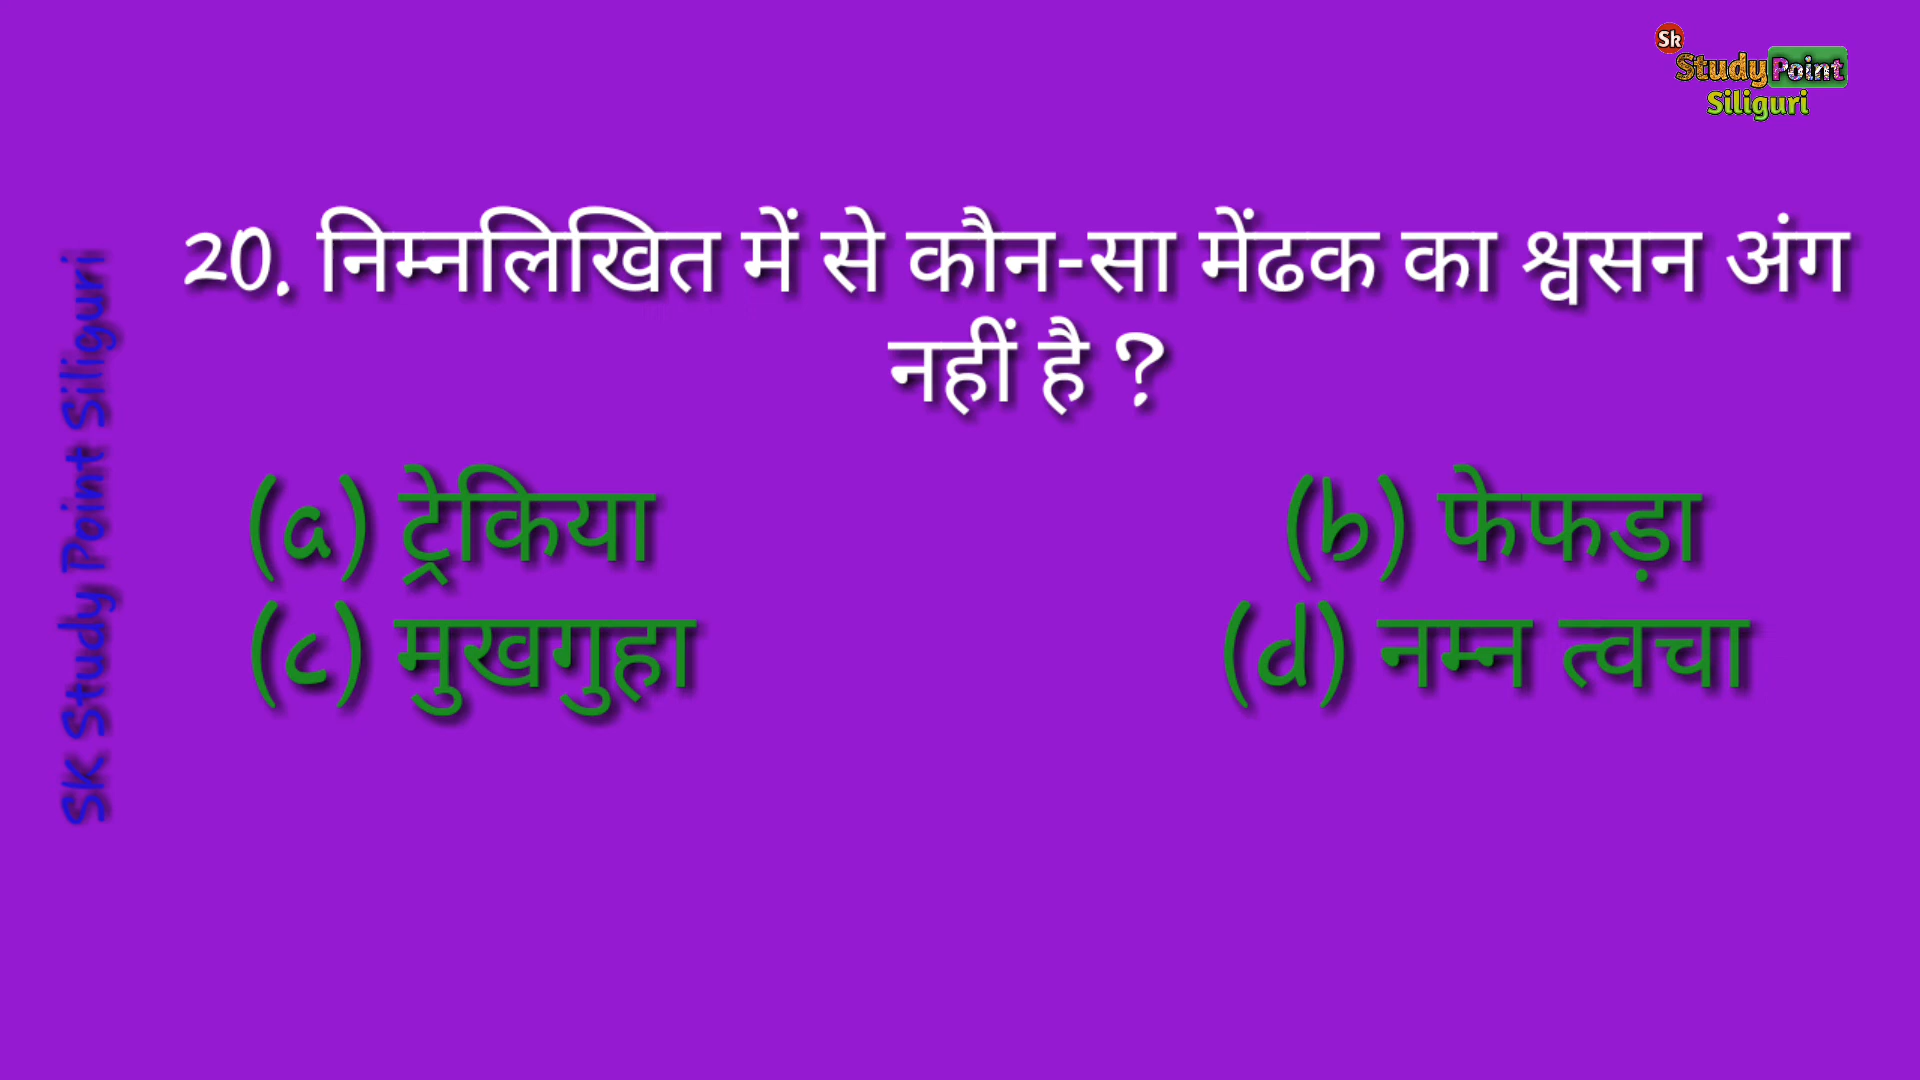 Sk
Study Point
Siliguri
20. निम्नलिखित में से कौन-सा मेंढक का श्वसन अंग
नहीं है ?
(a) ट्रेकिया
(b) फेफड़ा
(c) मुखगुहा
(d) नम्न त्वचा
SK Study Point Siliguri